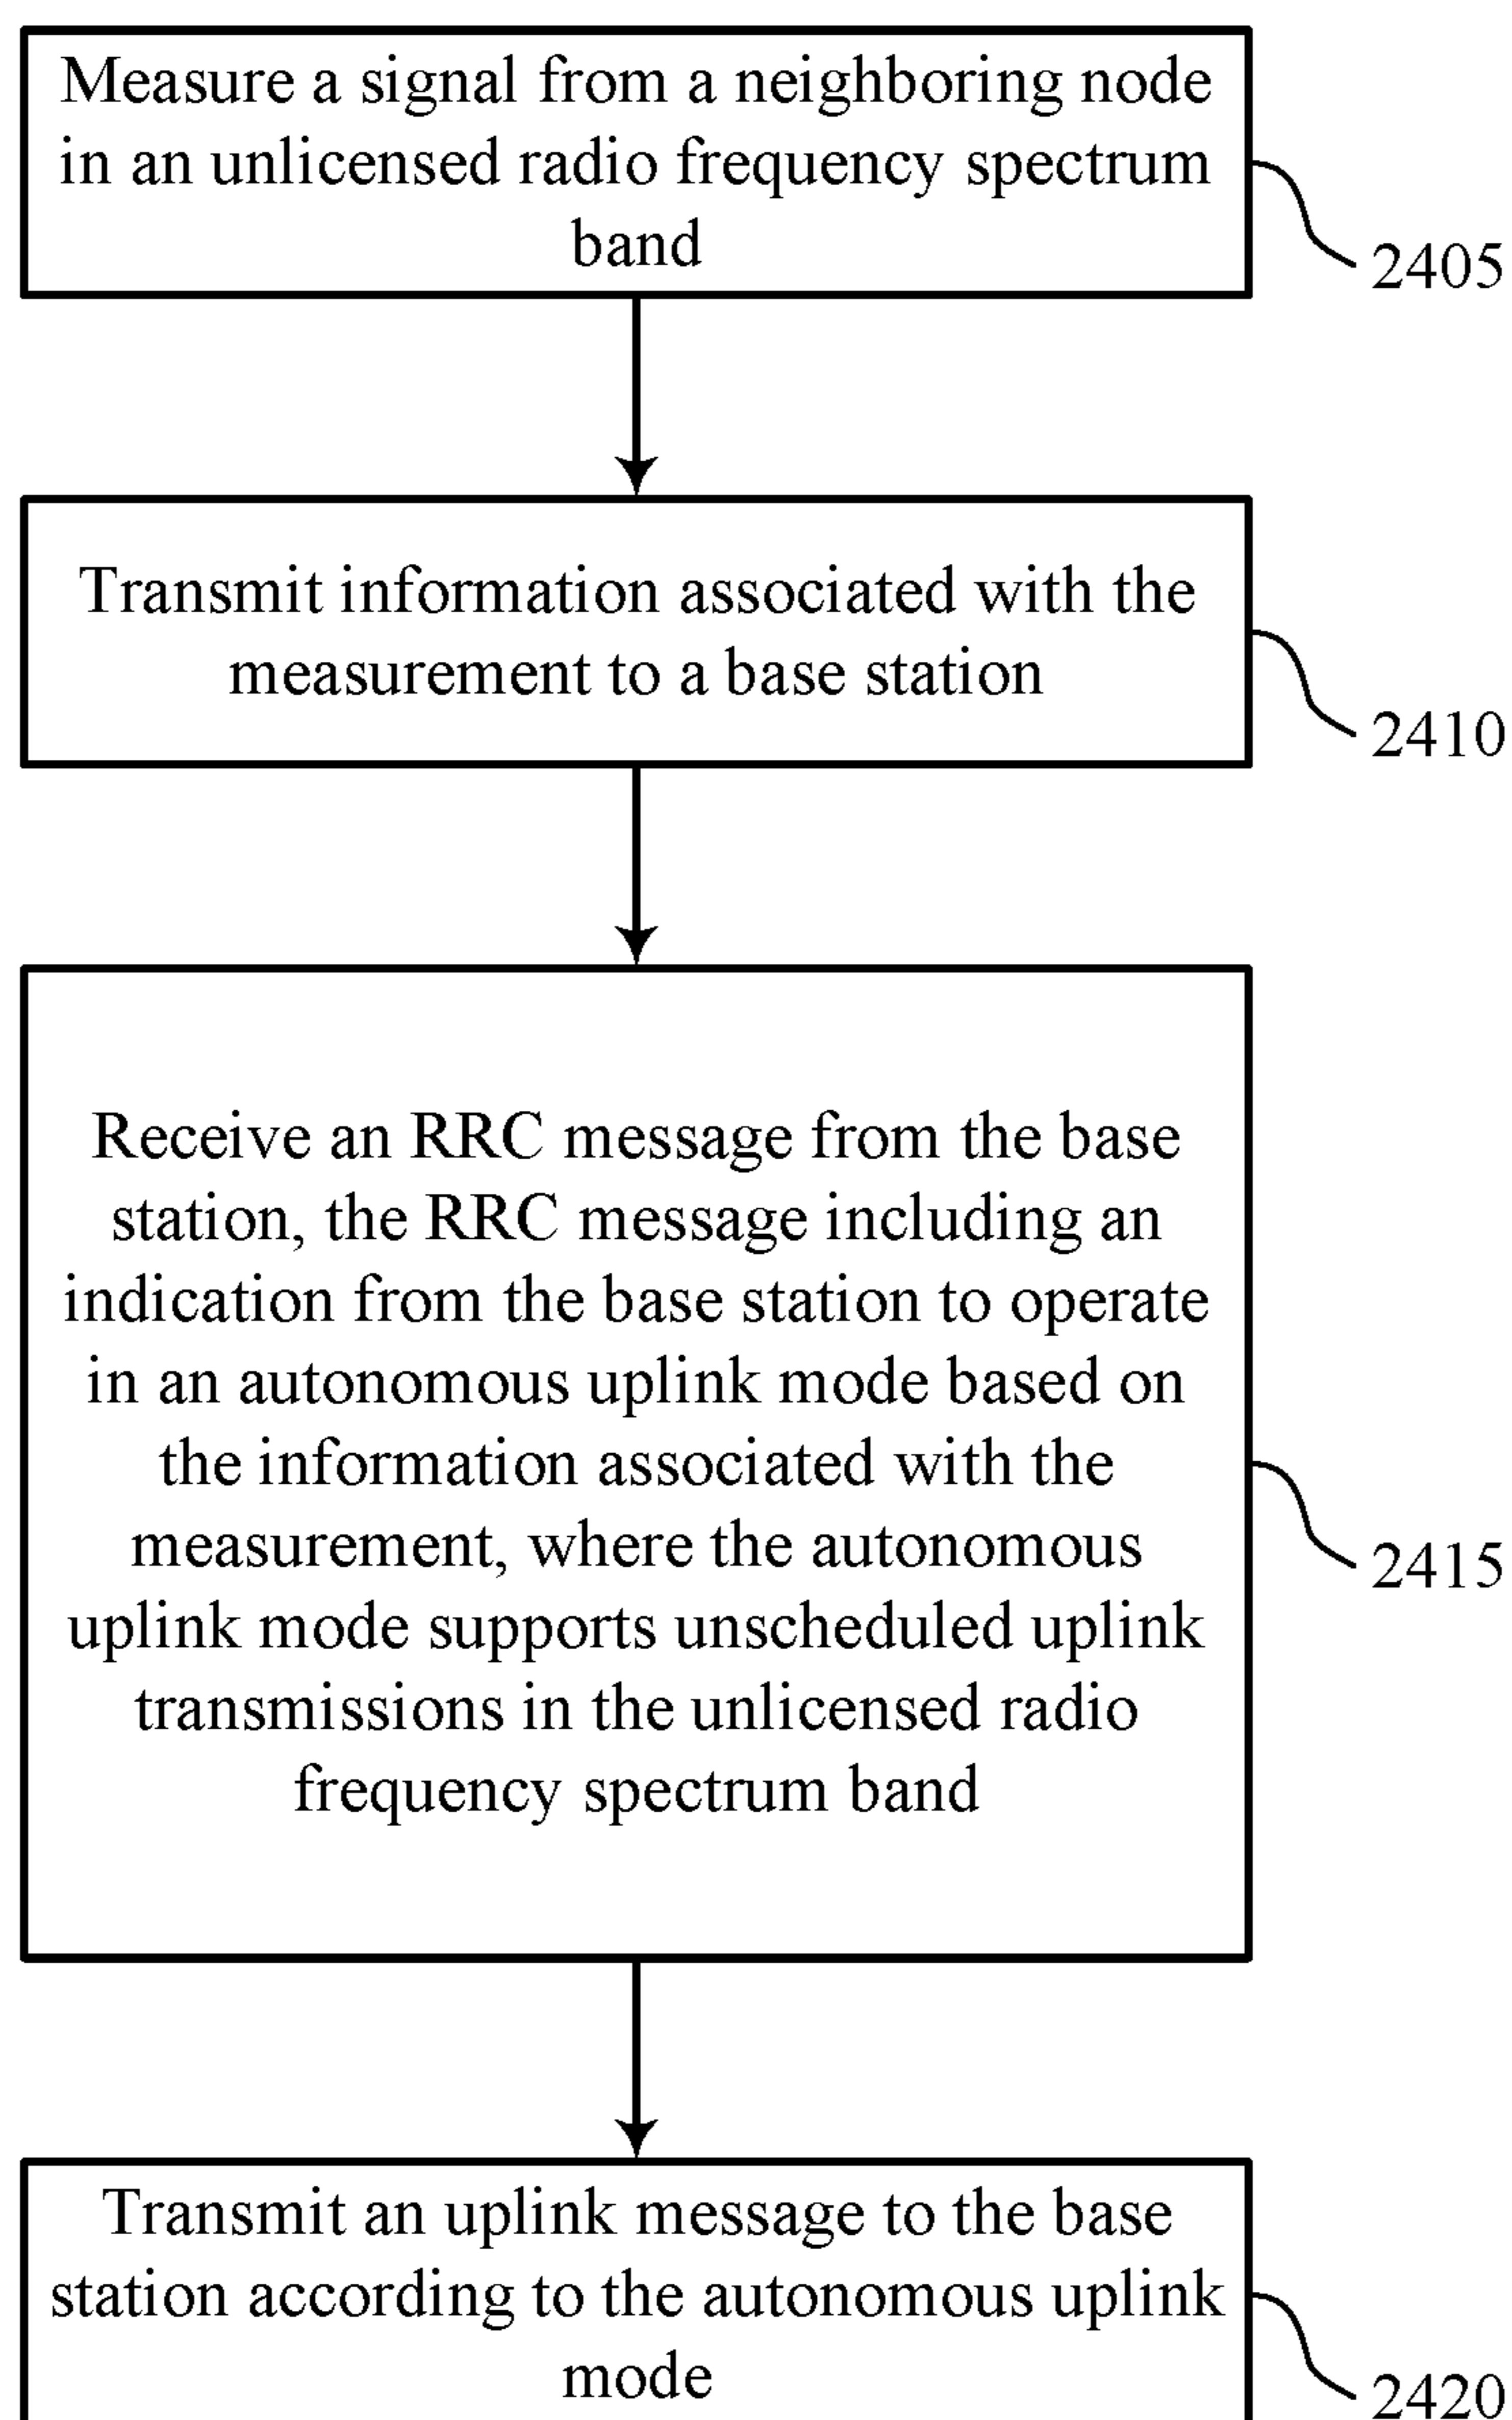 Measure a signal from a neighboring node
in an unlicensed radio frequency spectrum
band
2405
Transmit information associated with the
measurement to a base station
2410
Receive an RRC message from the base
station, the RRC message including an
indication from the base station to operate
in an autonomous uplink mode based on
the information associated with the
measurement, where the autonomous
uplink mode supports unscheduled uplink
transmissions in the unlicensed radio
frequency spectrum band
2415
Transmit an uplink message to the base
station according to the autonomous uplink
mode
2420